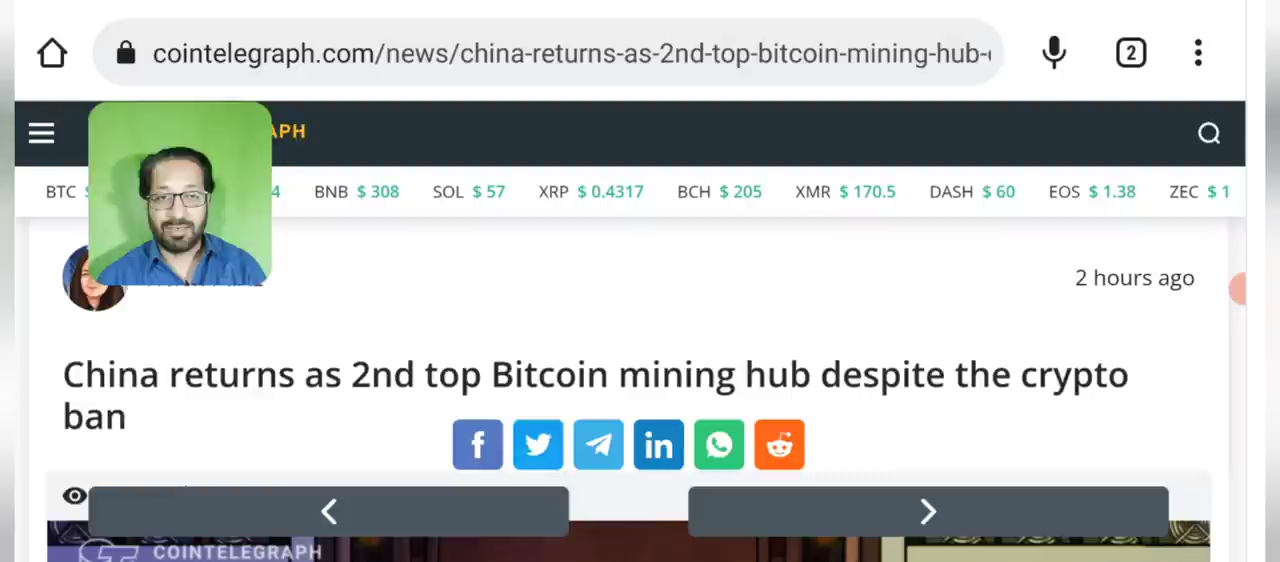 cointelegraph.com/news/china-returns-as-2nd-top-bitcoin-mining-hub-
2
APH
BTC $ 4 BNB $ 308 SOL $ 57 XRP $ 0.4317 BCH $ 205 XMR $ 170.5 DASH $ 60 EOS $ 1.38 ZEC $ 1
2 hours ago
China returns as 2nd top Bitcoin mining hub despite the crypto
ban
COINTELEGRAPH